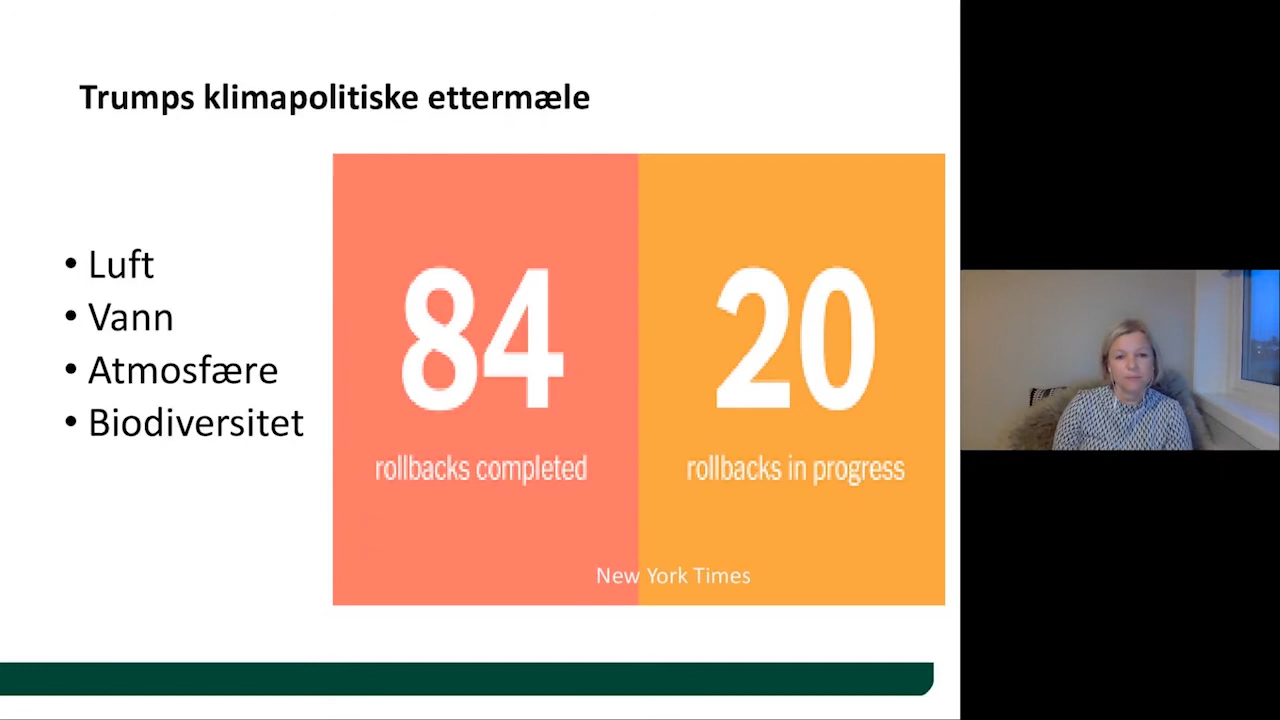 Trumps klimapolitiske ettermæle
• Luft
• Vann
• Atmosfære
• Biodiversitet
84
rollbacks completed
20
rollbacks in progress
New York Times